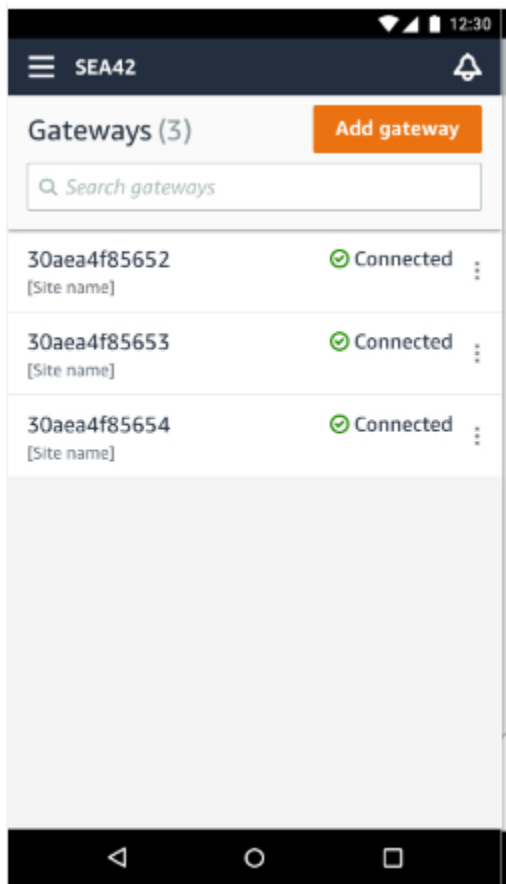 12:30
SEA42
Gateways (3)
Add gateway
Search gateways
30aea4f85652
Connected
[Site name]
30aea4f85653
Connected
[Site name]
30aea4f85654
Connected
[Site name]